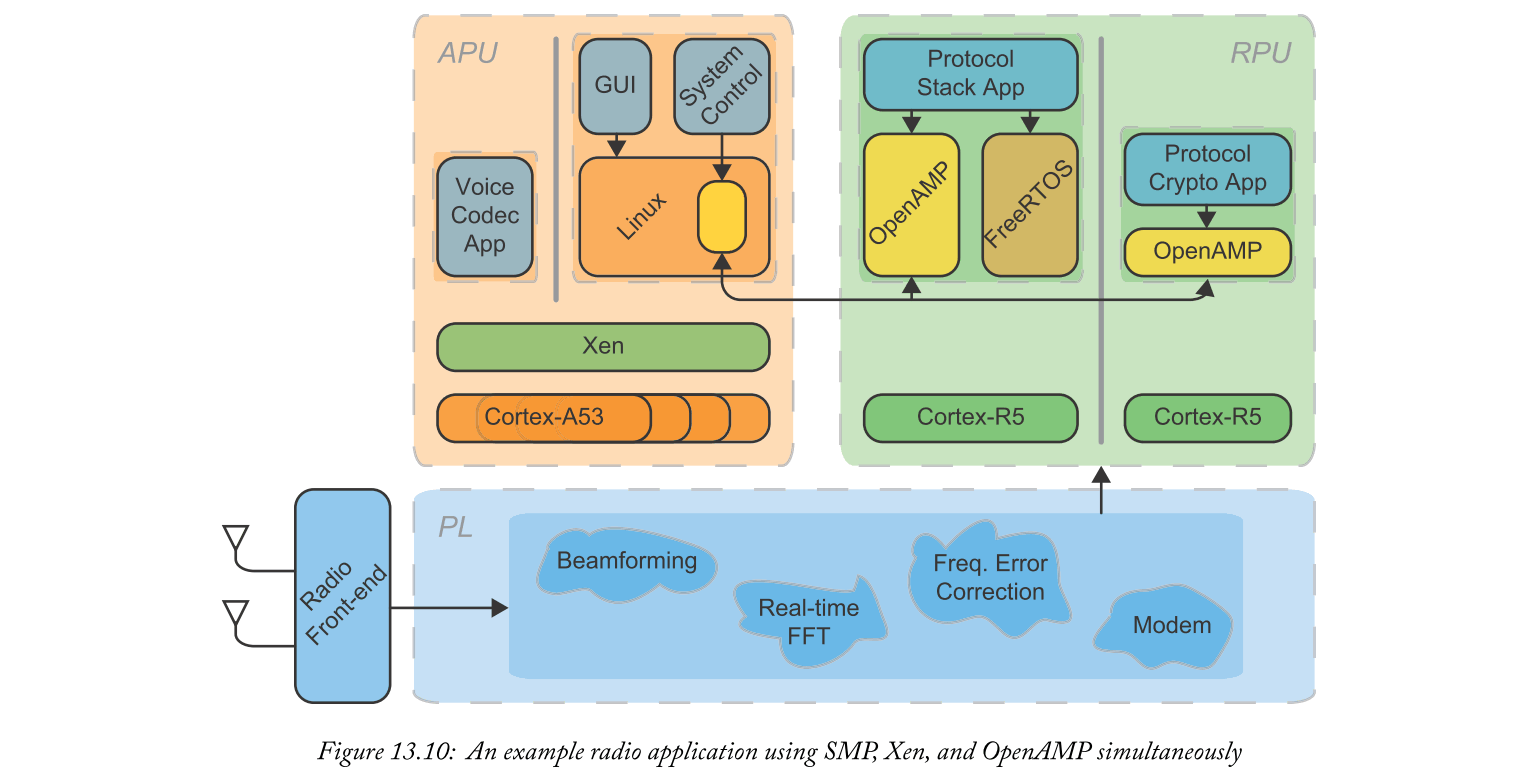 APU
GUI
System
Control
Voice
Codec
App
Linux
Xen
Cortex-A53
RPU
Protocol
Stack App
OpenAMP
FreeRTOS
Protocol
Crypto App
OpenAMP
Cortex-R5
Cortex-R5
Radio
Front-end
PL
Beamforming
Real-time
FFT
Freq. Error
Correction
Modem
Figure 13.10: An example radio application using SMP, Xen, and OpenAMP simultaneously